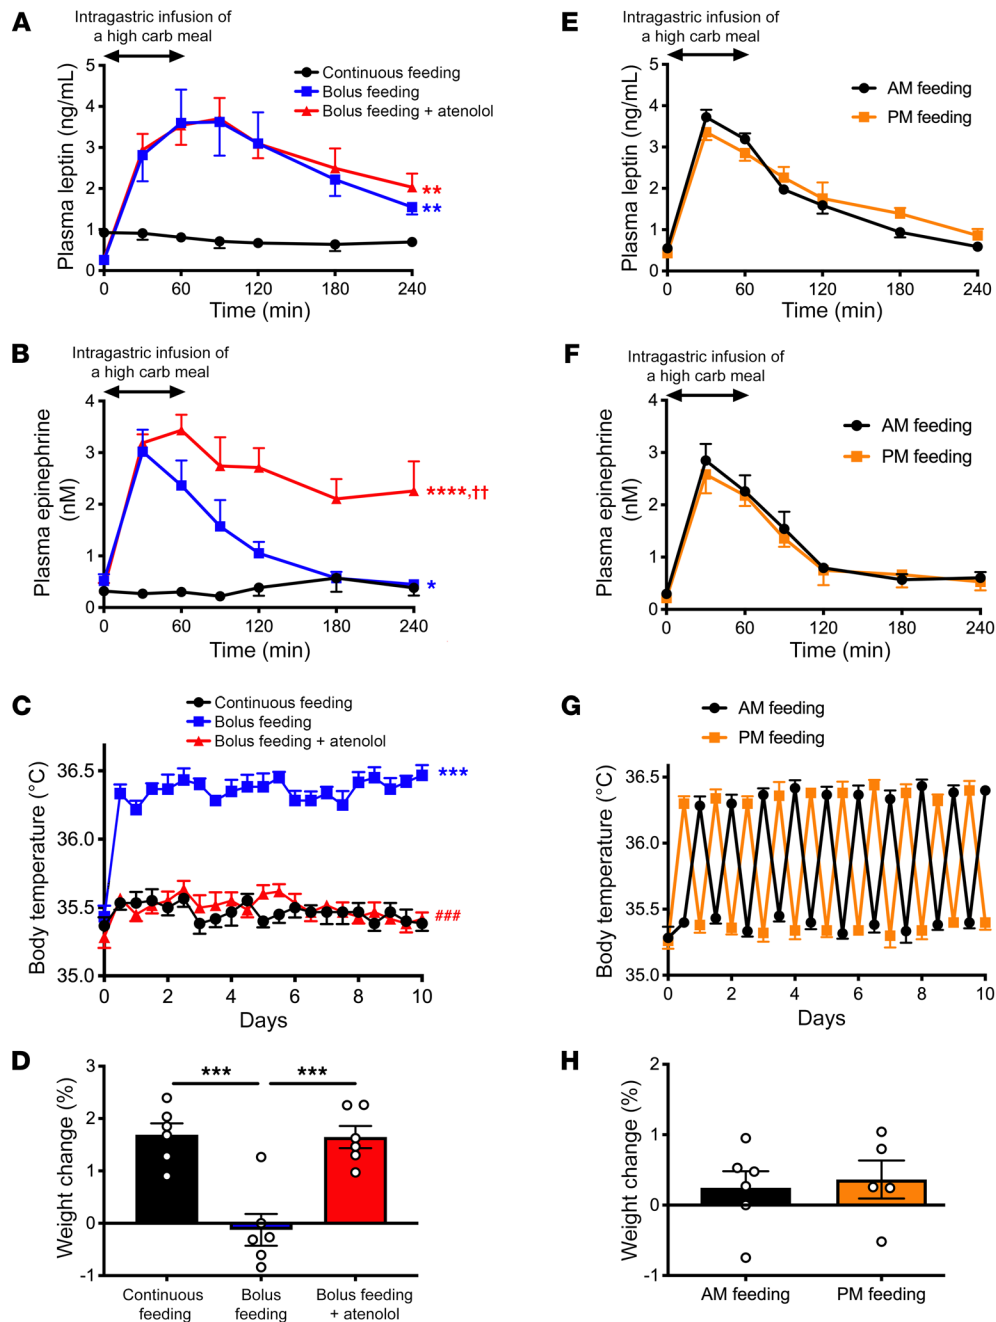 A
Intragastric infusion of
a high carb meal
Plasma leptin (ng/mL)
5
4
3
2
1
0
Continuous feeding
Bolus feeding
Bolus feeding + atenolol
**
**
0 60 120 180 240
Time (min)
E
Intragastric infusion of
a high carb meal
Plasma leptin (ng/mL)
5
4
3
2
1
0
AM feeding
PM feeding
0 60 120 180 240
Time (min)
B
Intragastric infusion of
a high carb meal
Plasma epinephrine
(nM)
4
3
2
1
0
****,††
*
0 60 120 180 240
Time (min)
F
Intragastric infusion of
a high carb meal
Plasma epinephrine
(nM)
4
3
2
1
0
AM feeding
PM feeding
0 60 120 180 240
Time (min)
C
Continuous feeding
Bolus feeding
Bolus feeding + atenolol
Body temperature (°C)
36.5
36.0
35.5
35.0
***
###
0 2 4 6 8 10
Days
G
AM feeding
PM feeding
Body temperature (°C)
36.5
36.0
35.5
35.0
0 2 4 6 8 10
Days
D
Weight change (%)
3
2
1
0
-1
*** ***
Continuous
feeding
Bolus
feeding
Bolus feeding
+ atenolol
H
Weight change (%)
2
1
0
-1
AM feeding PM feeding